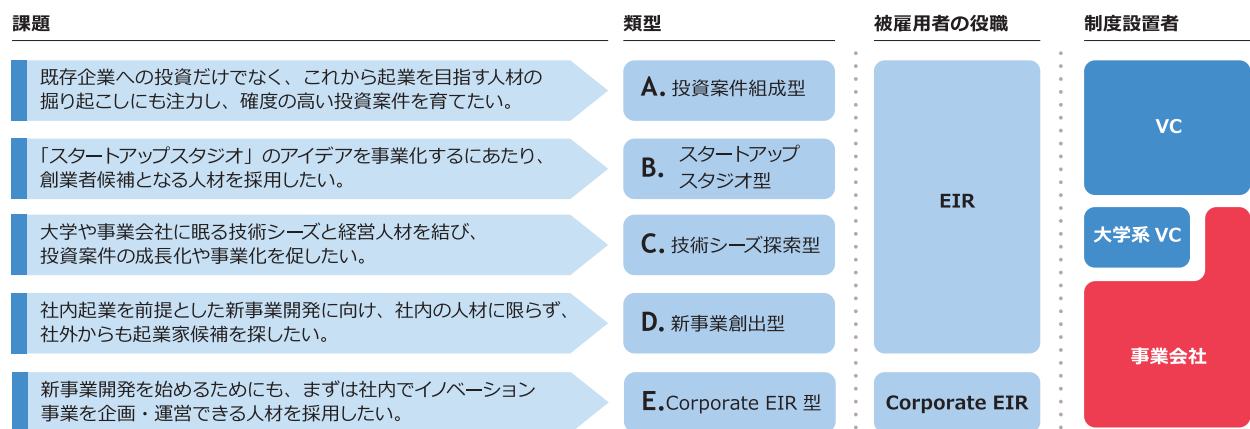 課題
類型
被雇用者の役職
制度設置者
既存企業への投資だけでなく、これから起業を目指す人材の
掘り起こしにも注力し、確度の高い投資案件を育てたい。
A. 投資案件組成型
「スタートアップスタジオ」のアイデアを事業化するにあたり、
創業者候補となる人材を採用したい。
B. スタートアップ
スタジオ型
大学や事業会社に眠る技術シーズと経営人材を結び、
投資案件の成長化や事業化を促したい。
C. 技術シーズ探索型
社内起業を前提とした新事業開発に向け、社内の人材に限らず、
社外からも起業家候補を探したい。
D. 新事業創出型
新事業開発を始めるためにも、まずは社内でイノベーション
事業を企画・運営できる人材を採用したい。
E. Corporate EIR 型
EIR
Corporate EIR
VC
大学系 VC
事業会社